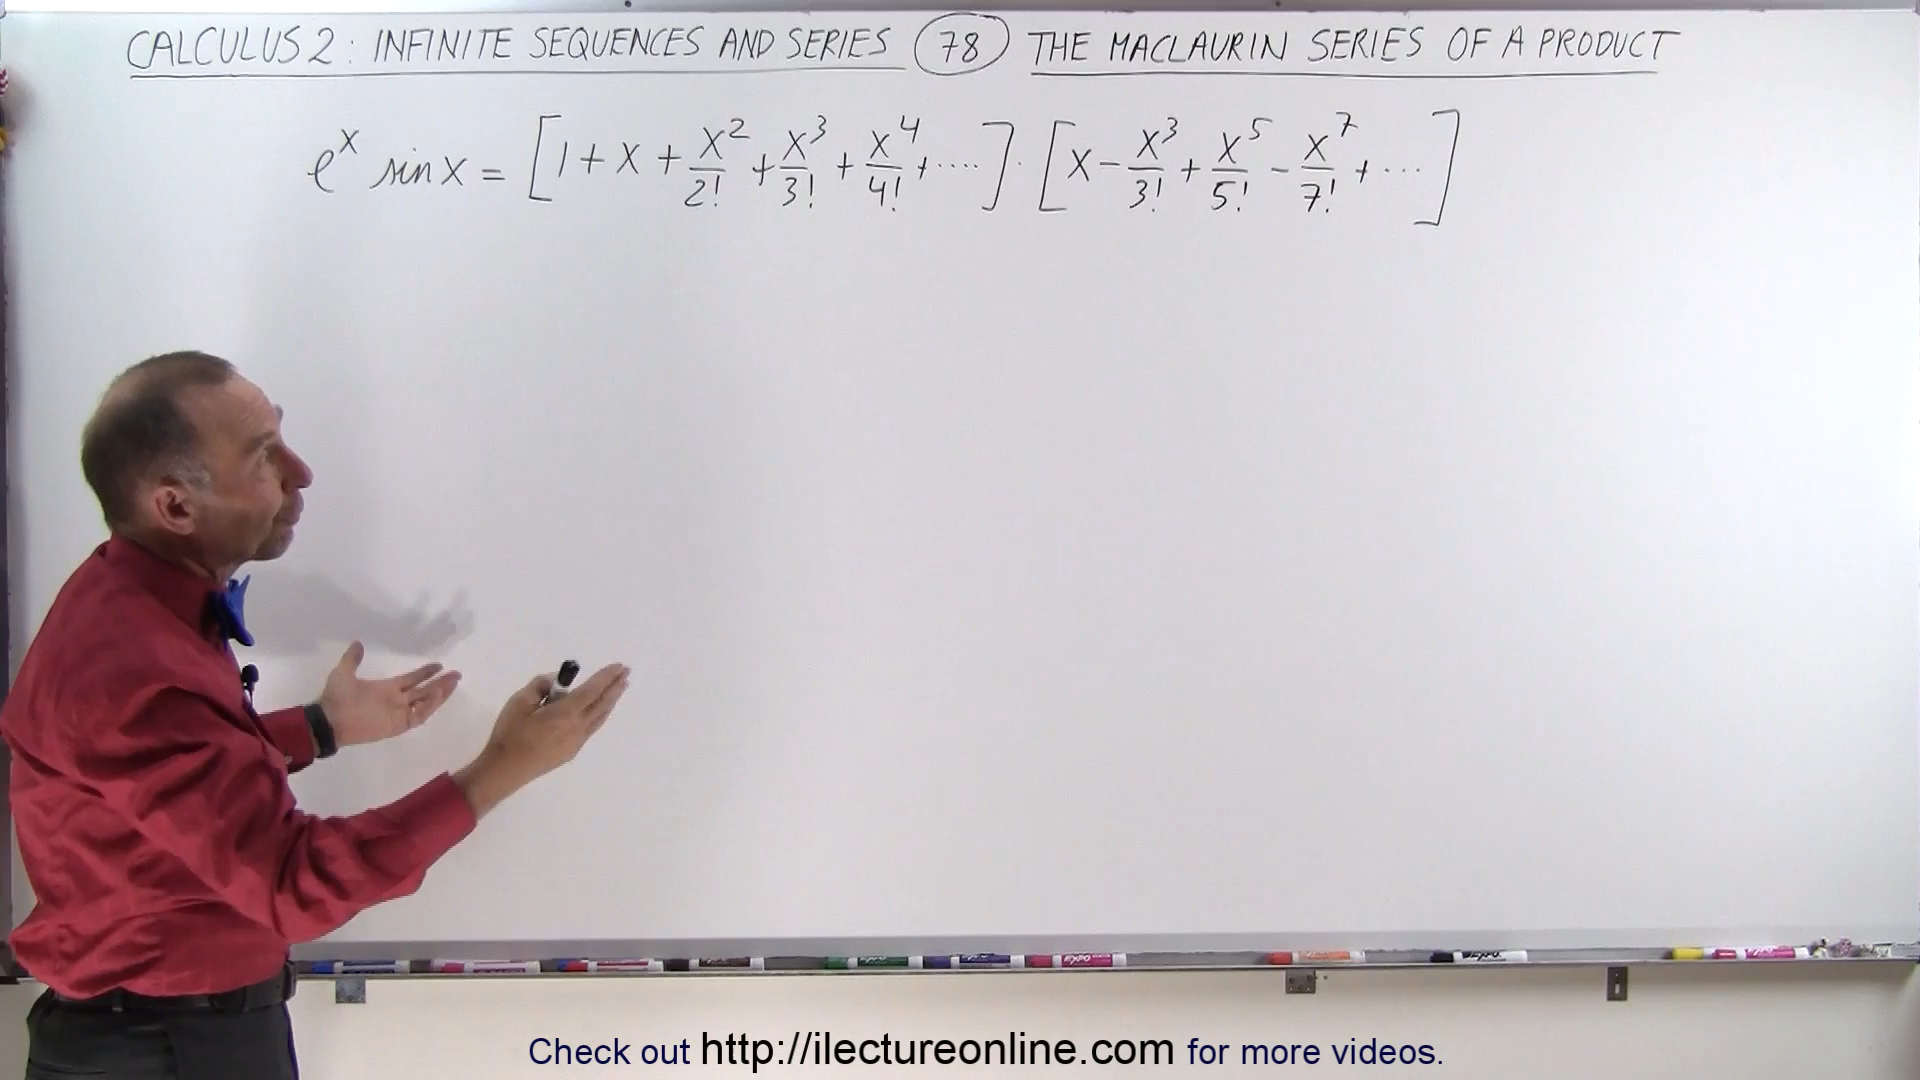 CALCULUS 2: INFINITE SEQUENCES AND SERIES (78) THE MACLAURIN SERIES OF A PRODUCT
e^x sin x = [1 + x + x^2/2! + x^3/3! + x^4/4! + ....] · [x - x^3/3! + x^5/5! - x^7/7! + ...]
Check out http://ilectureonline.com for more videos.